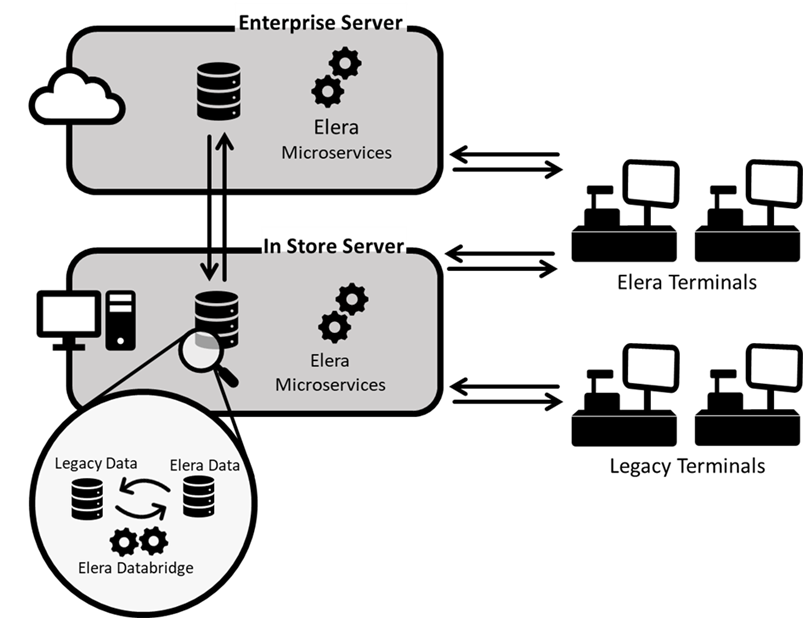 Enterprise Server
Elera
Microservices
In Store Server
Elera Terminals
Elera
Microservices
Legacy Terminals
Legacy Data
Elera Data
Elera Databridge